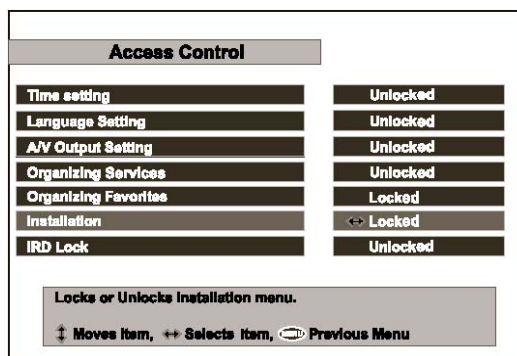 Access Control
Time setting Unlocked
Language Setting Unlocked
A/V Output Setting Unlocked
Organizing Services Unlocked
Organizing Favorites Locked
Installation Locked
IRD Lock Unlocked
Locks or Unlocks Installation menu.
Moves Item, Selects Item, Previous Menu